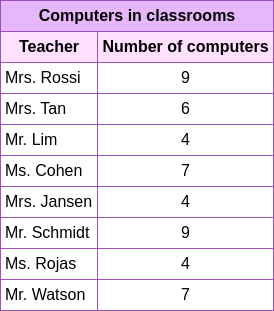 Computers in classrooms
Teacher Number of computers
Mrs. Rossi 9
Mrs. Tan 6
Mr. Lim 4
Ms. Cohen 7
Mrs. Jansen 4
Mr. Schmidt 9
Ms. Rojas 4
Mr. Watson 7